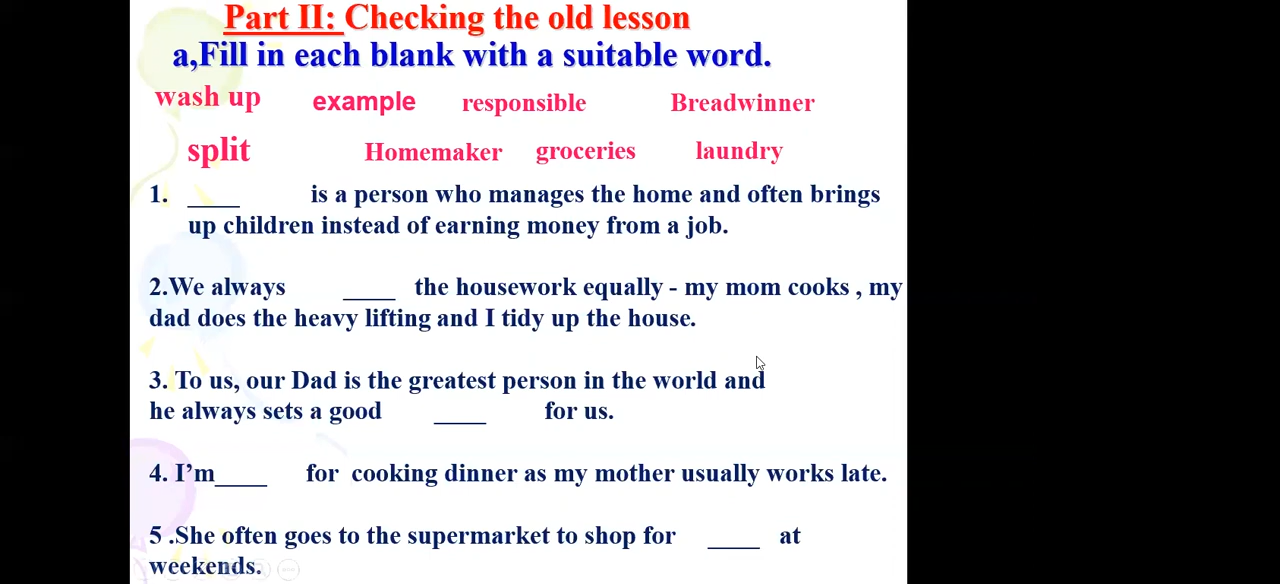 Part II: Checking the old lesson
a,Fill in each blank with a suitable word.
wash up example responsible Breadwinner
split Homemaker groceries laundry
1. ____ is a person who manages the home and often brings
up children instead of earning money from a job.
2.We always ____ the housework equally - my mom cooks , my
dad does the heavy lifting and I tidy up the house.
3. To us, our Dad is the greatest person in the world and
he always sets a good ____ for us.
4. I’m____ for cooking dinner as my mother usually works late.
5 .She often goes to the supermarket to shop for ____ at
weekends.